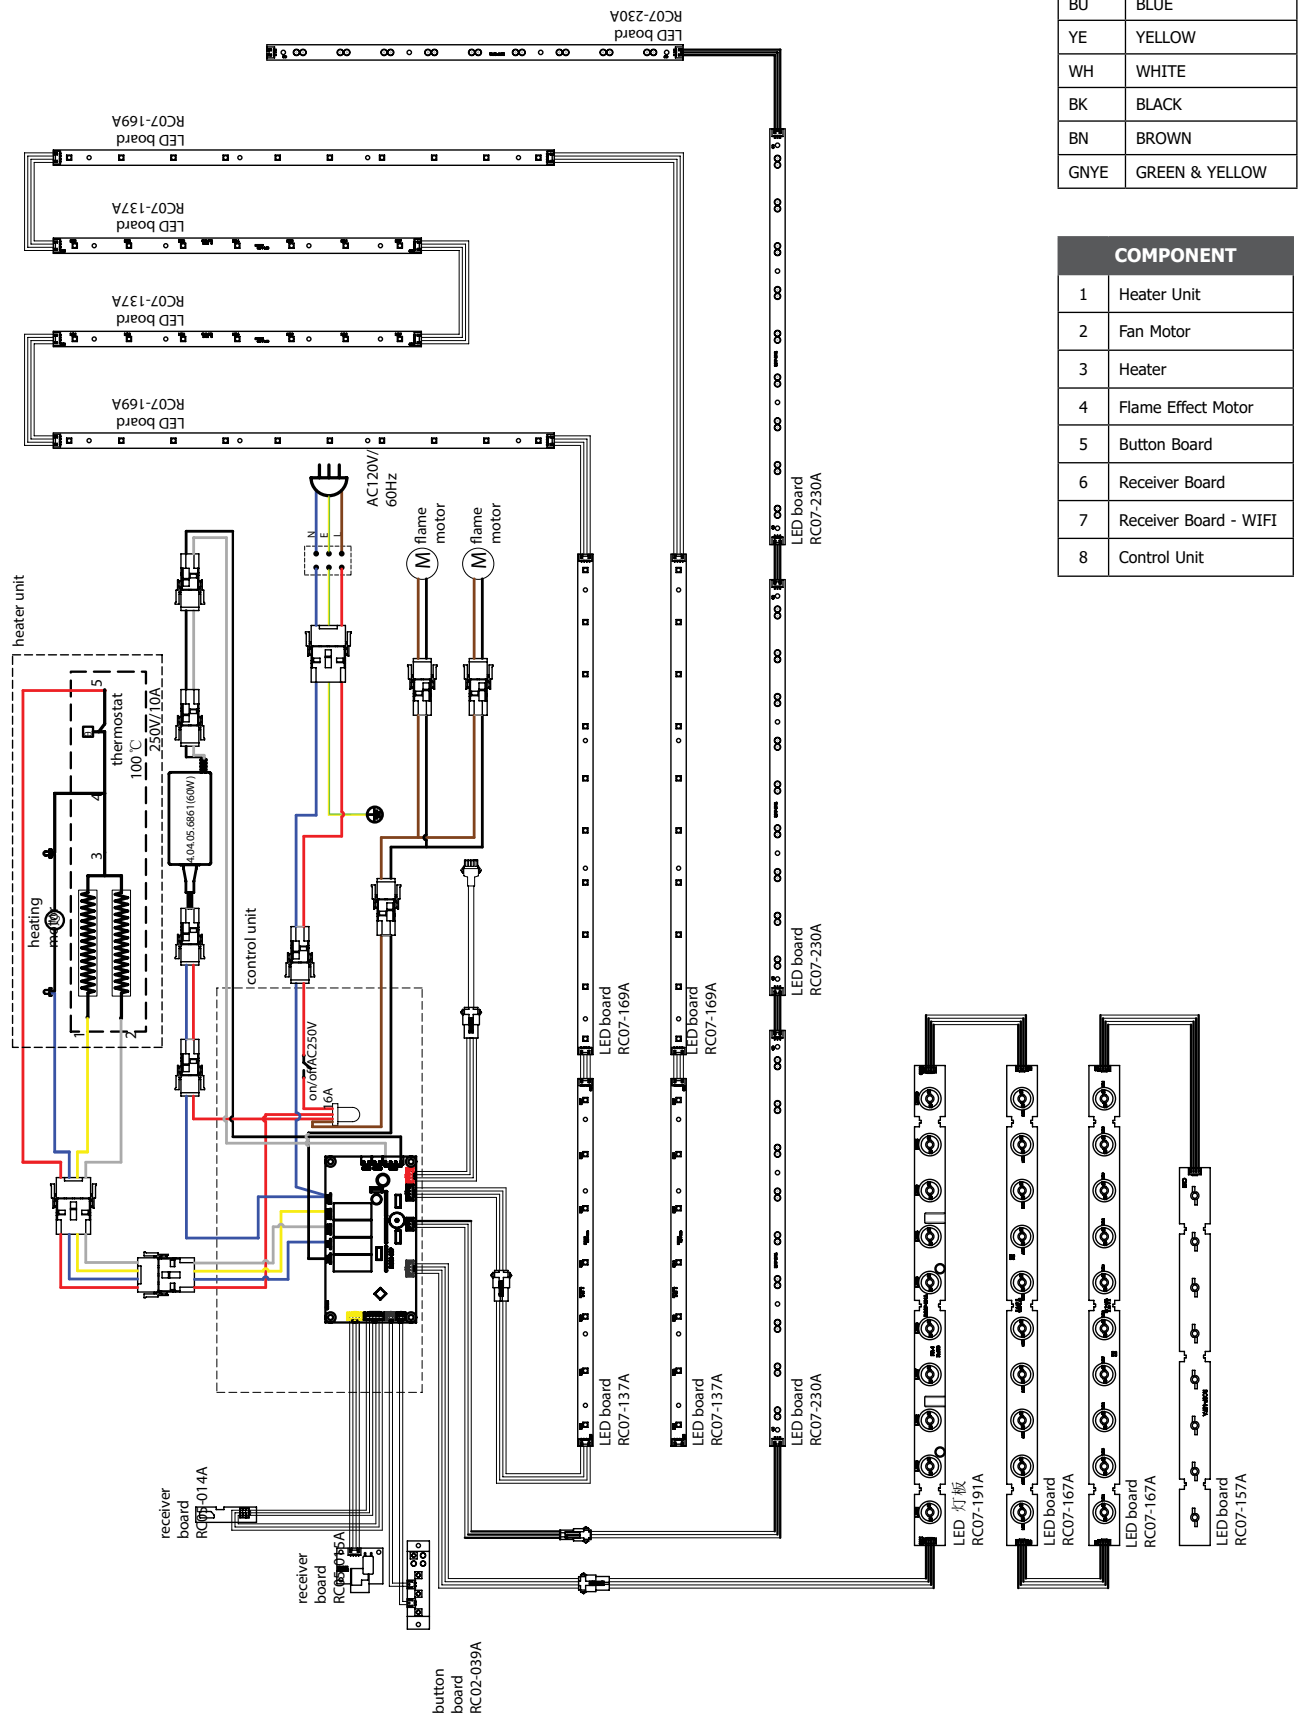 LED board
RC07-230A
LED board
RC07-169A
LED board
RC07-137A
LED board
RC07-137A
LED board
RC07-169A
BU BLUE
YE YELLOW
WH WHITE
BK BLACK
BN BROWN
GNYE GREEN & YELLOW
COMPONENT
1 Heater Unit
2 Fan Motor
3 Heater
4 Flame Effect Motor
5 Button Board
6 Receiver Board
7 Receiver Board - WIFI
8 Control Unit
heater unit
heating
motor
thermostat
100℃
250V/10A
1
2
3
4
5
4.04.05.6861(60W)
N
E
L
AC120V/
60Hz
M
flame
motor
M
flame
motor
control unit
on/off
AC250V
16A
LED board
RC07-169A
LED board
RC07-169A
LED board
RC07-137A
LED board
RC07-137A
LED board
RC07-230A
LED board
RC07-230A
LED board
RC07-230A
receiver
board
RC05-014A
receiver
board
RC05-015A
button
board
RC02-039A
LED 灯板
RC07-191A
LED board
RC07-167A
LED board
RC07-167A
LED board
RC07-157A